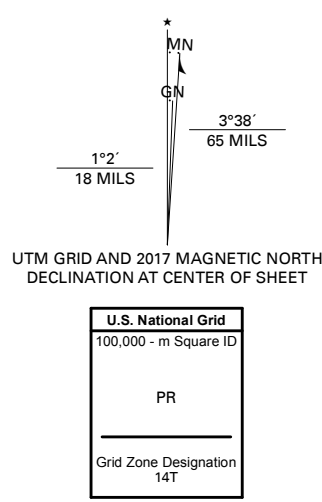 ★
MN
GN
3°38´
65 MILS
1°2´
18 MILS
UTM GRID AND 2017 MAGNETIC NORTH
DECLINATION AT CENTER OF SHEET
U.S. National Grid
100,000 - m Square ID
PR
Grid Zone Designation
14T